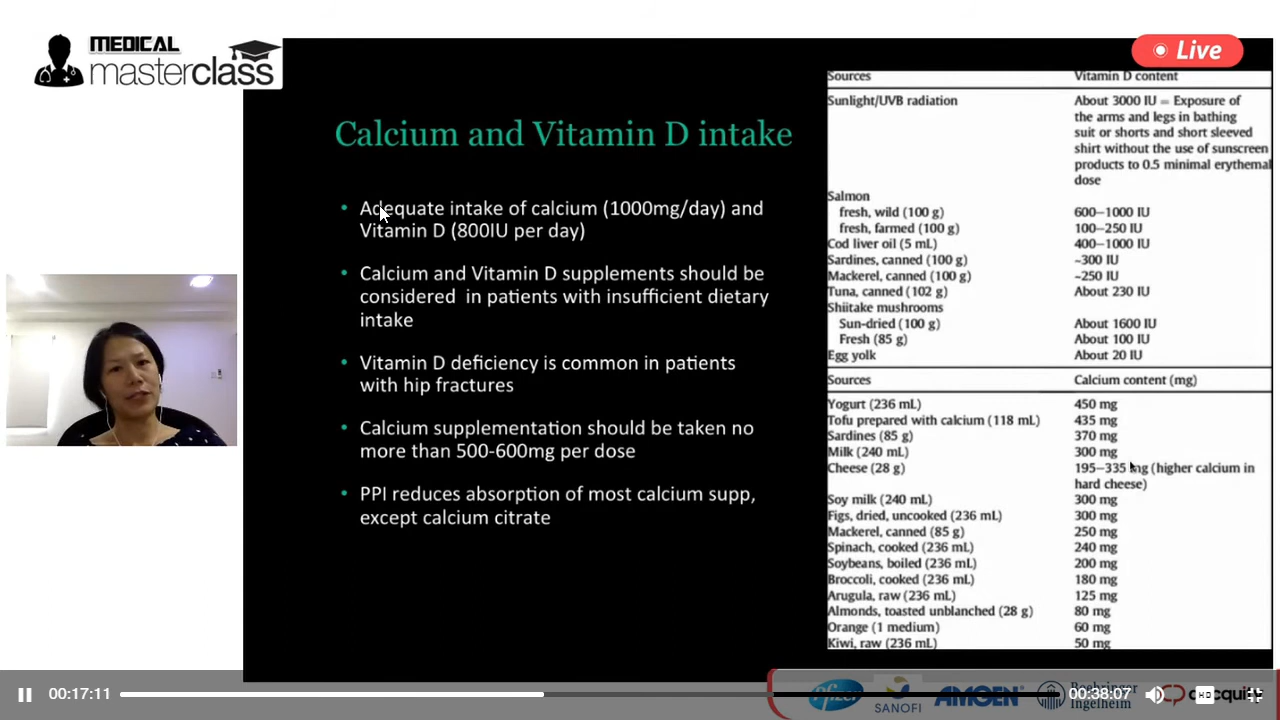 MEDICAL
masterclass
Live
Calcium and Vitamin D intake
• Adequate intake of calcium (1000mg/day) and
Vitamin D (800IU per day)
• Calcium and Vitamin D supplements should be
considered in patients with insufficient dietary
intake
• Vitamin D deficiency is common in patients
with hip fractures
• Calcium supplementation should be taken no
more than 500-600mg per dose
• PPI reduces absorption of most calcium supp,
except calcium citrate
Sources Vitamin D content
Sunlight/UVB radiation About 3000 IU = Exposure of
the arms and legs in bathing
suit or shorts and short sleeved
shirt without the use of sunscreen
products to 0.5 minimal erythemal
dose
Salmon
fresh, wild (100 g) 600–1000 IU
fresh, farmed (100 g) 100–250 IU
Cod liver oil (5 mL) 400–1000 IU
Sardines, canned (100 g) ~300 IU
Mackerel, canned (100 g) ~250 IU
Tuna, canned (102 g) About 230 IU
Shiitake mushrooms
Sun-dried (100 g) About 1600 IU
Fresh (85 g) About 100 IU
Egg yolk About 20 IU
Sources Calcium content (mg)
Yogurt (236 mL) 450 mg
Tofu prepared with calcium (118 mL) 435 mg
Sardines (85 g) 370 mg
Milk (240 mL) 300 mg
Cheese (28 g) 195–335 mg (higher calcium in
hard cheese)
Soy milk (240 mL) 300 mg
Figs, dried, uncooked (236 mL) 300 mg
Mackerel, canned (85 g) 250 mg
Spinach, cooked (236 mL) 240 mg
Soybeans, boiled (236 mL) 200 mg
Broccoli, cooked (236 mL) 180 mg
Arugula, raw (236 mL) 125 mg
Almonds, toasted unblanched (28 g) 80 mg
Orange (1 medium) 60 mg
Kiwi, raw (236 mL) 50 mg
00:17:11
00:38:07
HD
Pfizer
SANOFI
AMGEN
Boehringer
Ingelheim